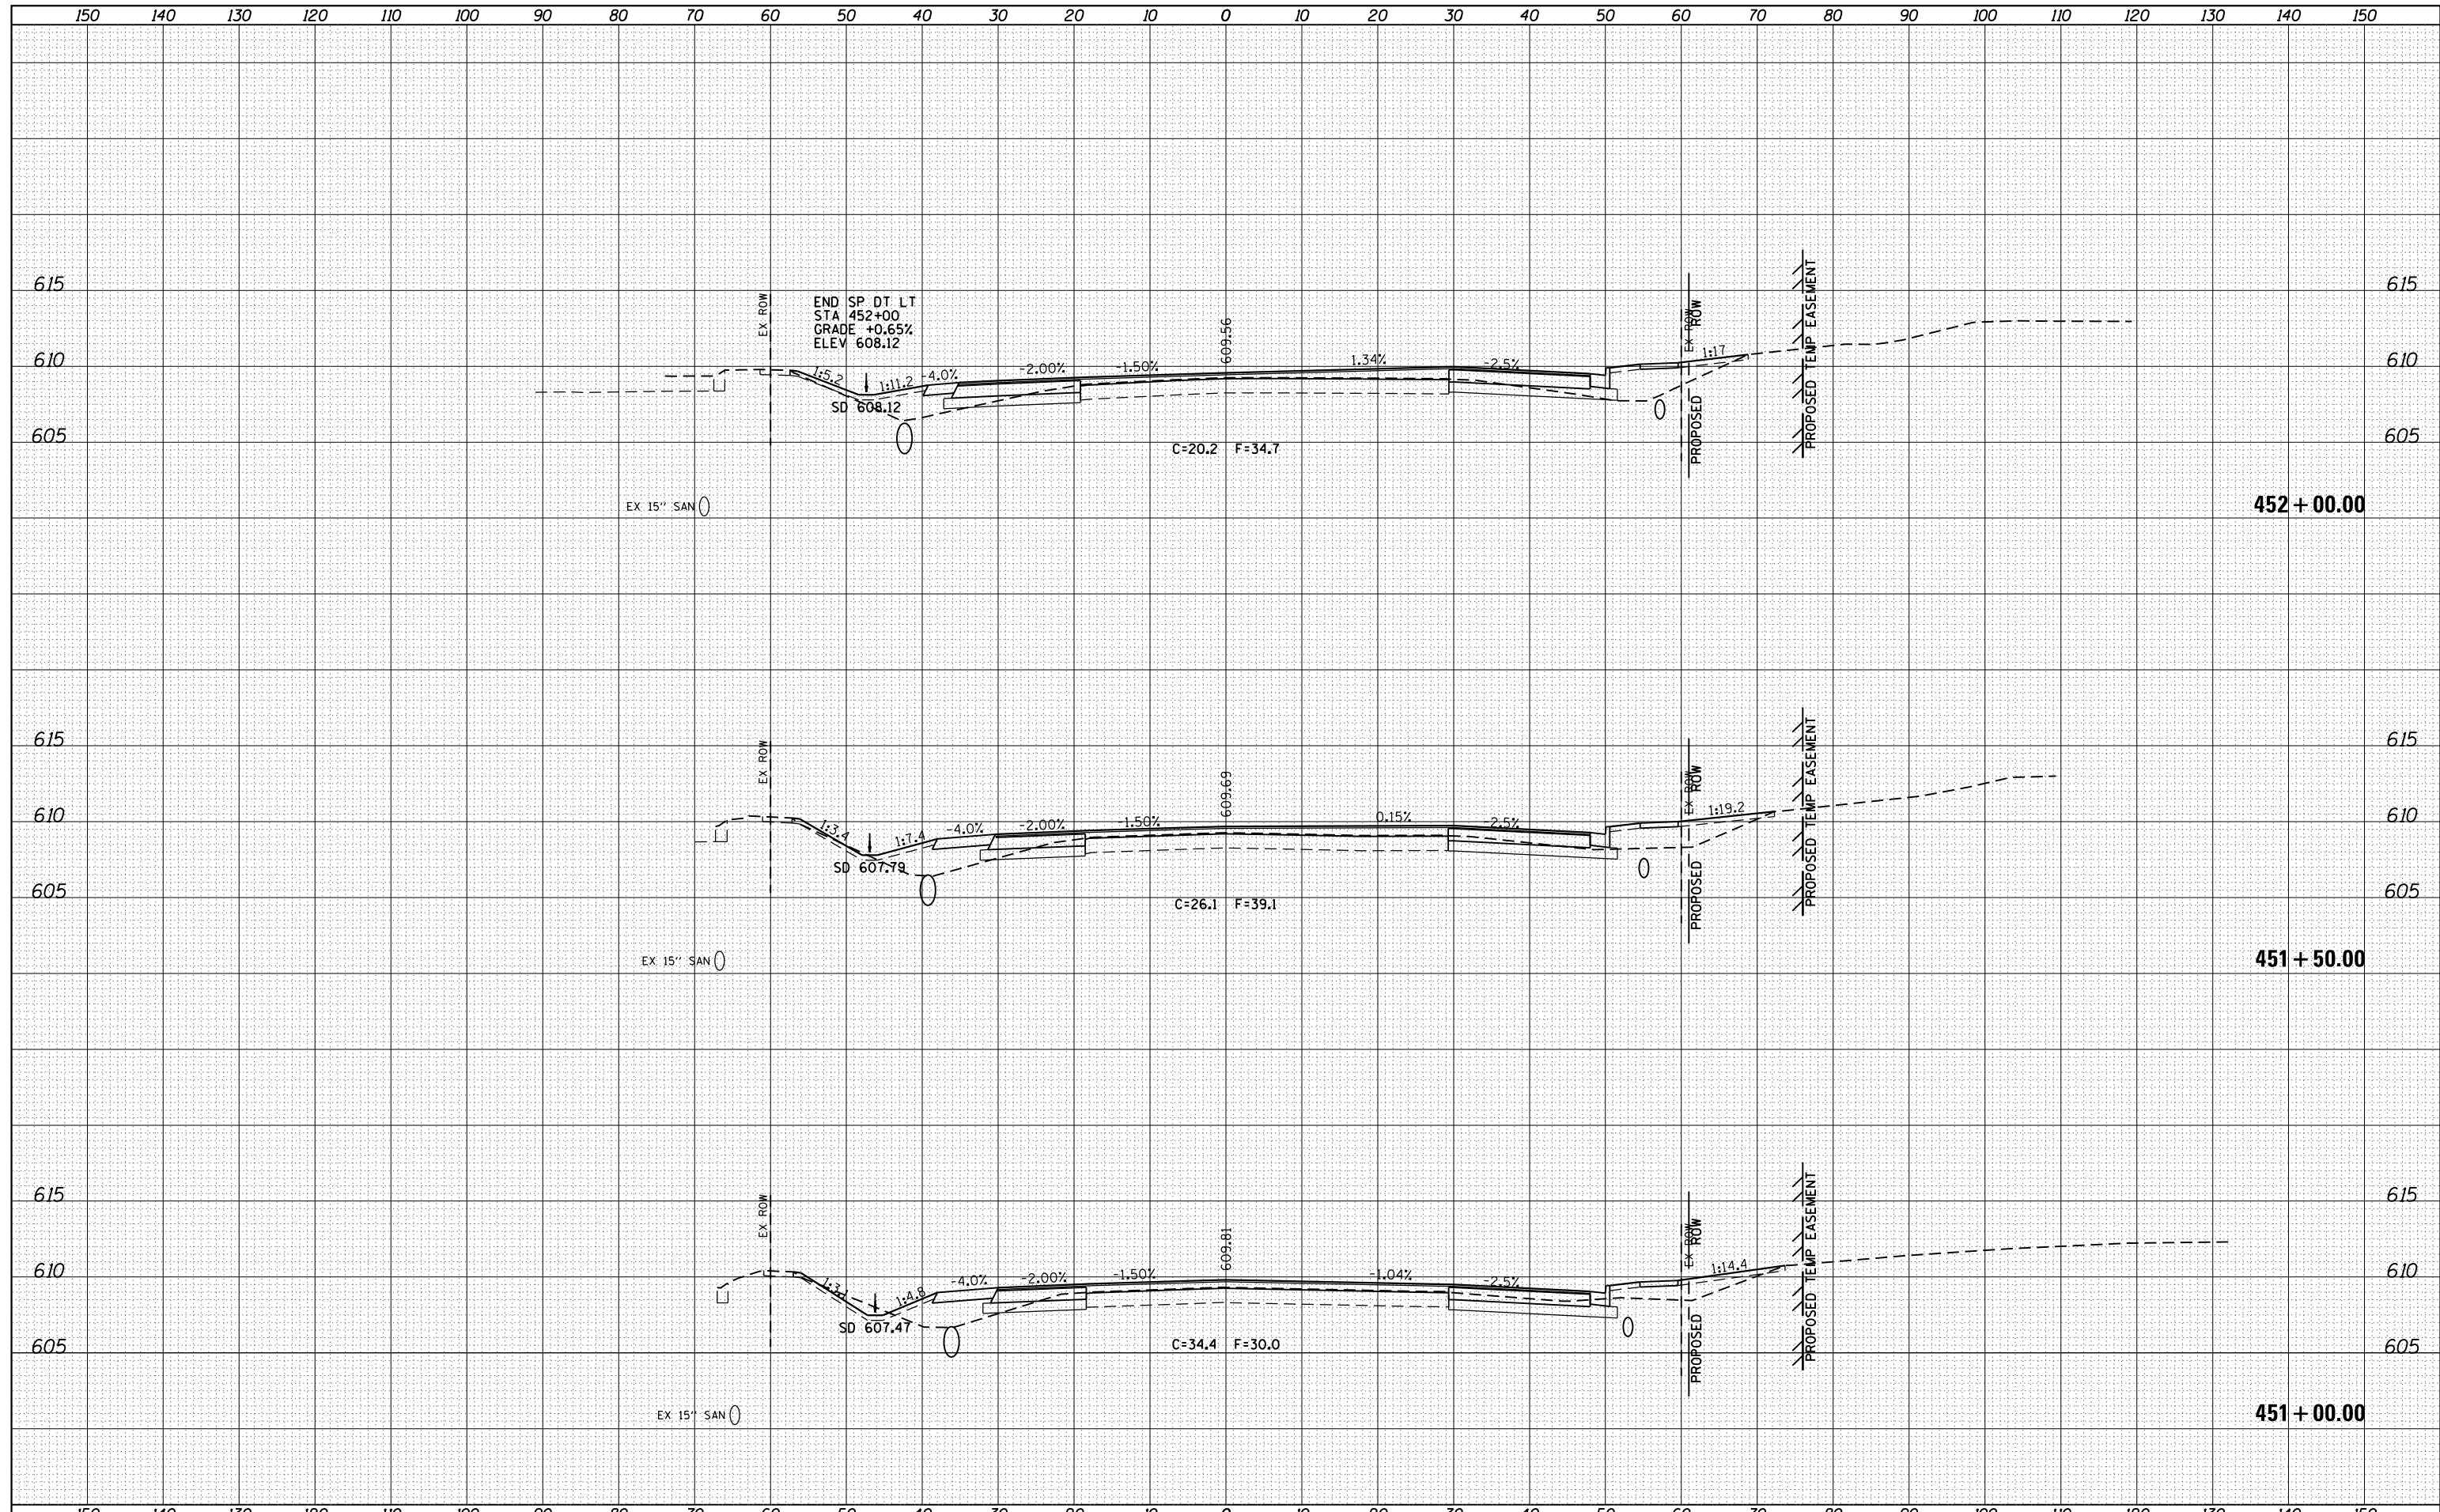 150 140 130 120 110 100 90 80 70 60 50 40 30 20 10 0 10 20 30 40 50 60 70 80 90 100 110 120 130 140 150
615 615
610
605 605
EX ROW
END SP DT LT
STA 452+00
GRADE +0.65%
ELEV 608.12
1:5.2
1:11.2
-4.0%
-2.00%
-1.50%
609.56
1.34%
-2.5%
1:17
EX ROW
PROPOSED ROW
PROPOSED TEMP EASEMENT
SD 608.12
C=20.2 F=34.7
EX 15" SAN
452+00.00
615 615
610 610
605 605
EX ROW
1:3.4
1:7.4
-4.0%
-2.00%
-1.50%
609.69
0.15%
-2.5%
1:19.2
EX ROW
PROPOSED ROW
PROPOSED TEMP EASEMENT
SD 607.79
C=26.1 F=39.1
EX 15" SAN
451+50.00
615 615
610 610
605 605
EX ROW
1:3.1
1:4.8
-4.0%
-2.00%
-1.50%
609.81
-1.04%
-2.5%
1:14.4
EX ROW
PROPOSED ROW
PROPOSED TEMP EASEMENT
SD 607.47
C=34.4 F=30.0
EX 15" SAN
451+00.00